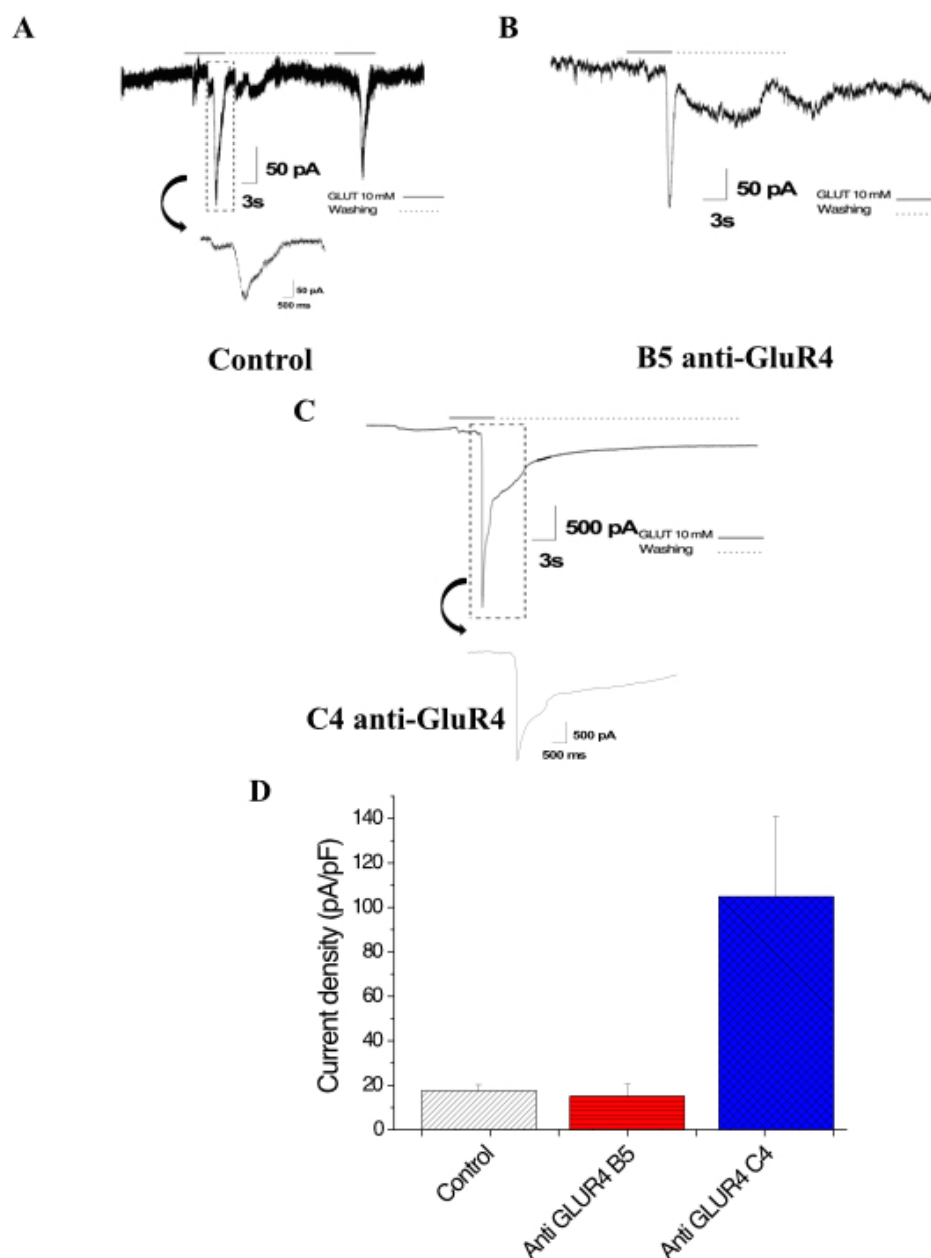 A
50 pA
3s
GLUT 10 mM
Washing
50 pA
500 ms
Control
B
50 pA
3s
GLUT 10 mM
Washing
B5 anti-GluR4
C
500 pA
3s
GLUT 10 mM
Washing
500 pA
500 ms
C4 anti-GluR4
D
Current density (pA/pF)
140
120
100
80
60
40
20
0
Control
Anti GLUR4 B5
Anti GLUR4 C4